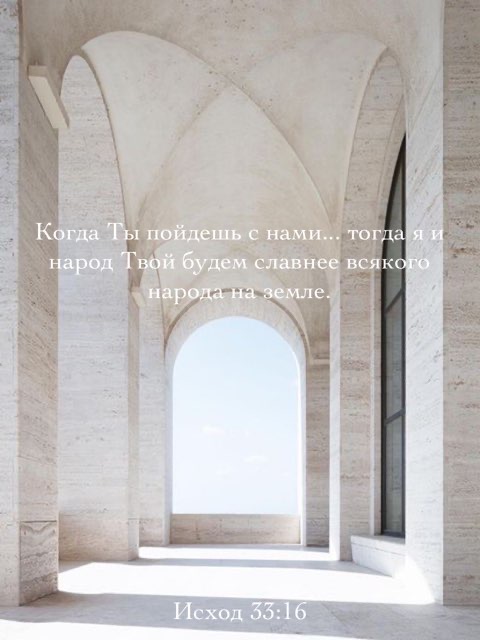 Когда Ты пойдешь с нами... тогда я и
народ Твой будем славнее всякого
народа на земле.
Исход 33:16